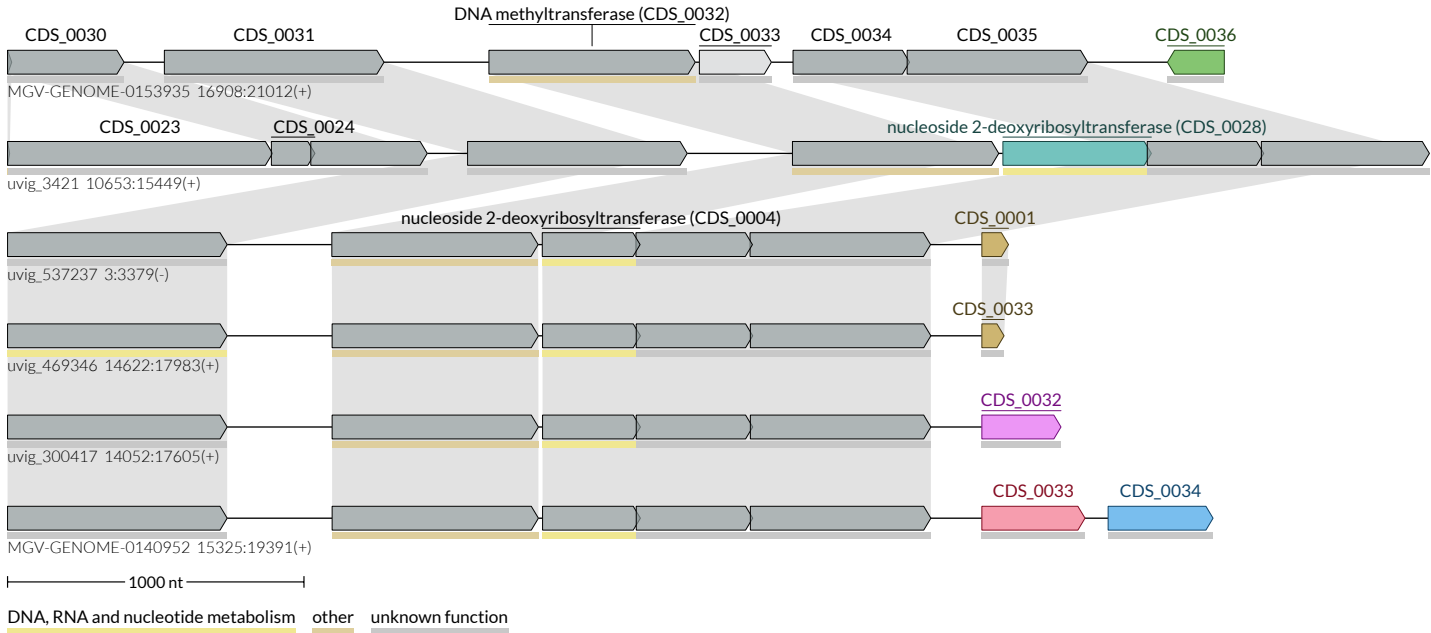 DNA methyltransferase (CDS_0032)
CDS_0030 CDS_0031 CDS_0033 CDS_0034 CDS_0035 CDS_0036
MGV-GENOME-0153935 16908:21012(+)
CDS_0023 CDS_0024 nucleoside 2-deoxyribosyltransferase (CDS_0028)
uvig_3421 10653:15449(+)
nucleoside 2-deoxyribosyltransferase (CDS_0004) CDS_0001
uvig_537237 3:3379(-)
CDS_0033
uvig_469346 14622:17983(+)
CDS_0032
uvig_300417 14052:17605(+)
CDS_0033 CDS_0034
MGV-GENOME-0140952 15325:19391(+)
1000 nt
DNA, RNA and nucleotide metabolism other unknown function